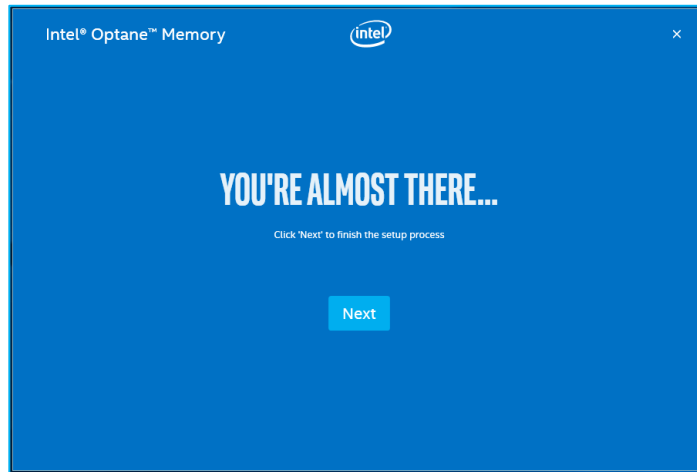 Intel® Optane™ Memory
intel
×
YOU'RE ALMOST THERE...
Click 'Next' to finish the setup process
Next